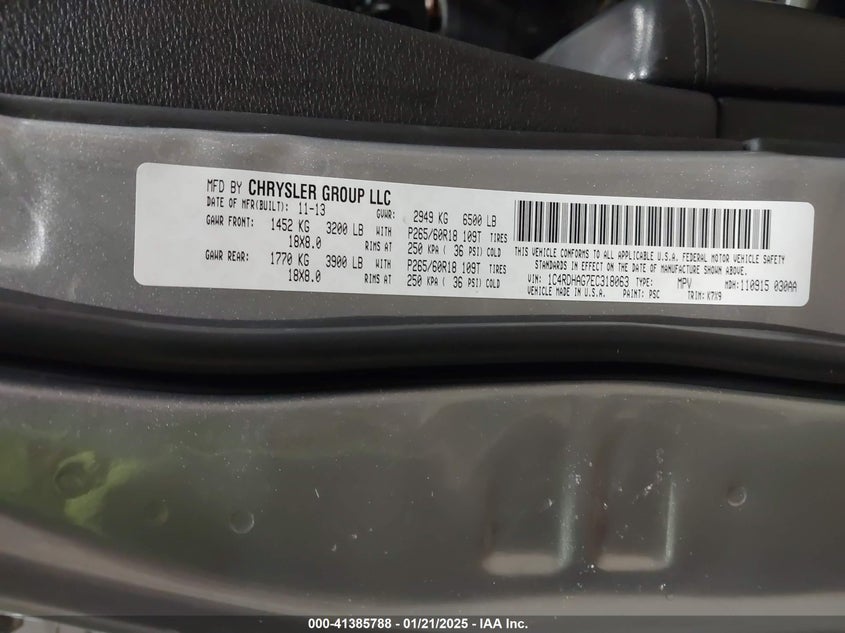 MFD BY CHRYSLER GROUP LLC
DATE OF MFR(BUILT): 11-13 GVWR: 2949 KG 6500 LB
GAWR FRONT: 1452 KG 3200 LB WITH P265/60R18 109T TIRES
18X8.0 RIMS AT 250 KPA ( 36 PSI) COLD
GAWR REAR: 1770 KG 3900 LB WITH P265/60R18 109T TIRES
18X8.0 RIMS AT 250 KPA ( 36 PSI) COLD
THIS VEHICLE CONFORMS TO ALL APPLICABLE U.S.A. FEDERAL MOTOR VEHICLE SAFETY
STANDARDS IN EFFECT ON THE DATE OF MANUFACTURE SHOWN ABOVE.
VIN: 1C4RDHAG7EC318063 TYPE: MPV MDH: 110915 030AA
VEHICLE MADE IN U.S.A. PAINT: PSC TRIM: K7X9
000-41385788 - 01/21/2025 - IAA Inc.